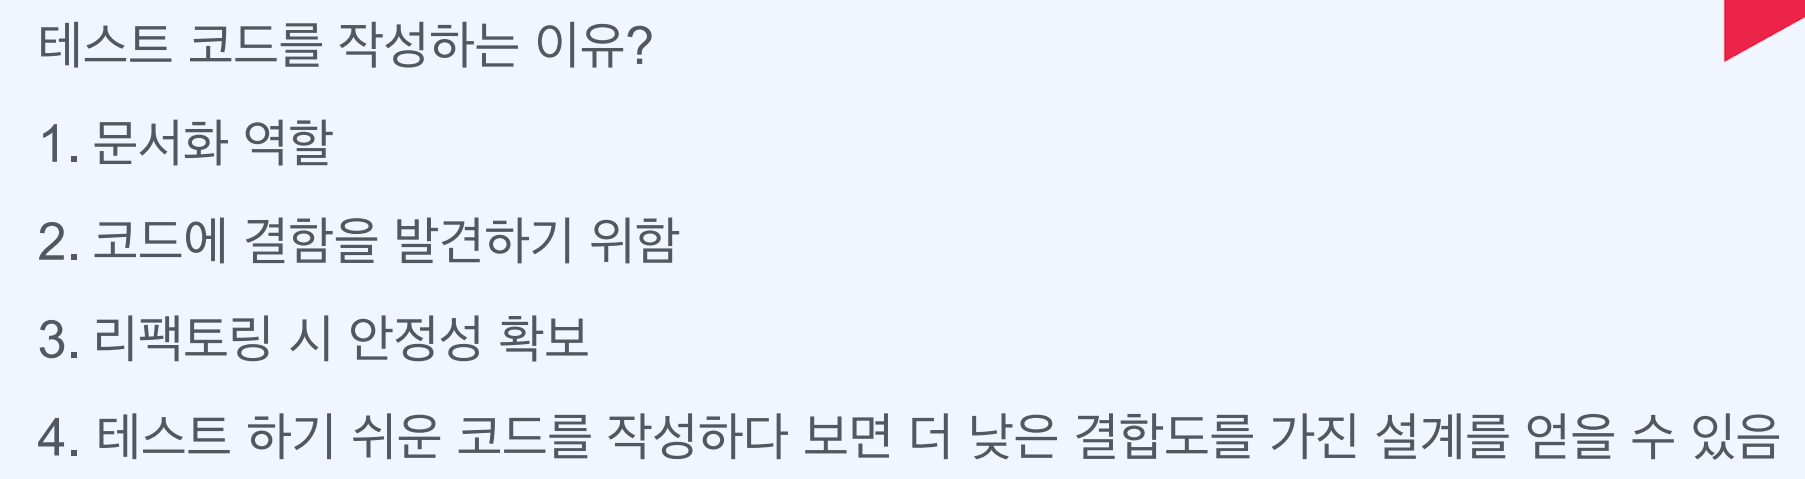 테스트 코드를 작성하는 이유?
1. 문서화 역할
2. 코드에 결함을 발견하기 위함
3. 리팩토링 시 안정성 확보
4. 테스트 하기 쉬운 코드를 작성하다 보면 더 낮은 결합도를 가진 설계를 얻을 수 있음